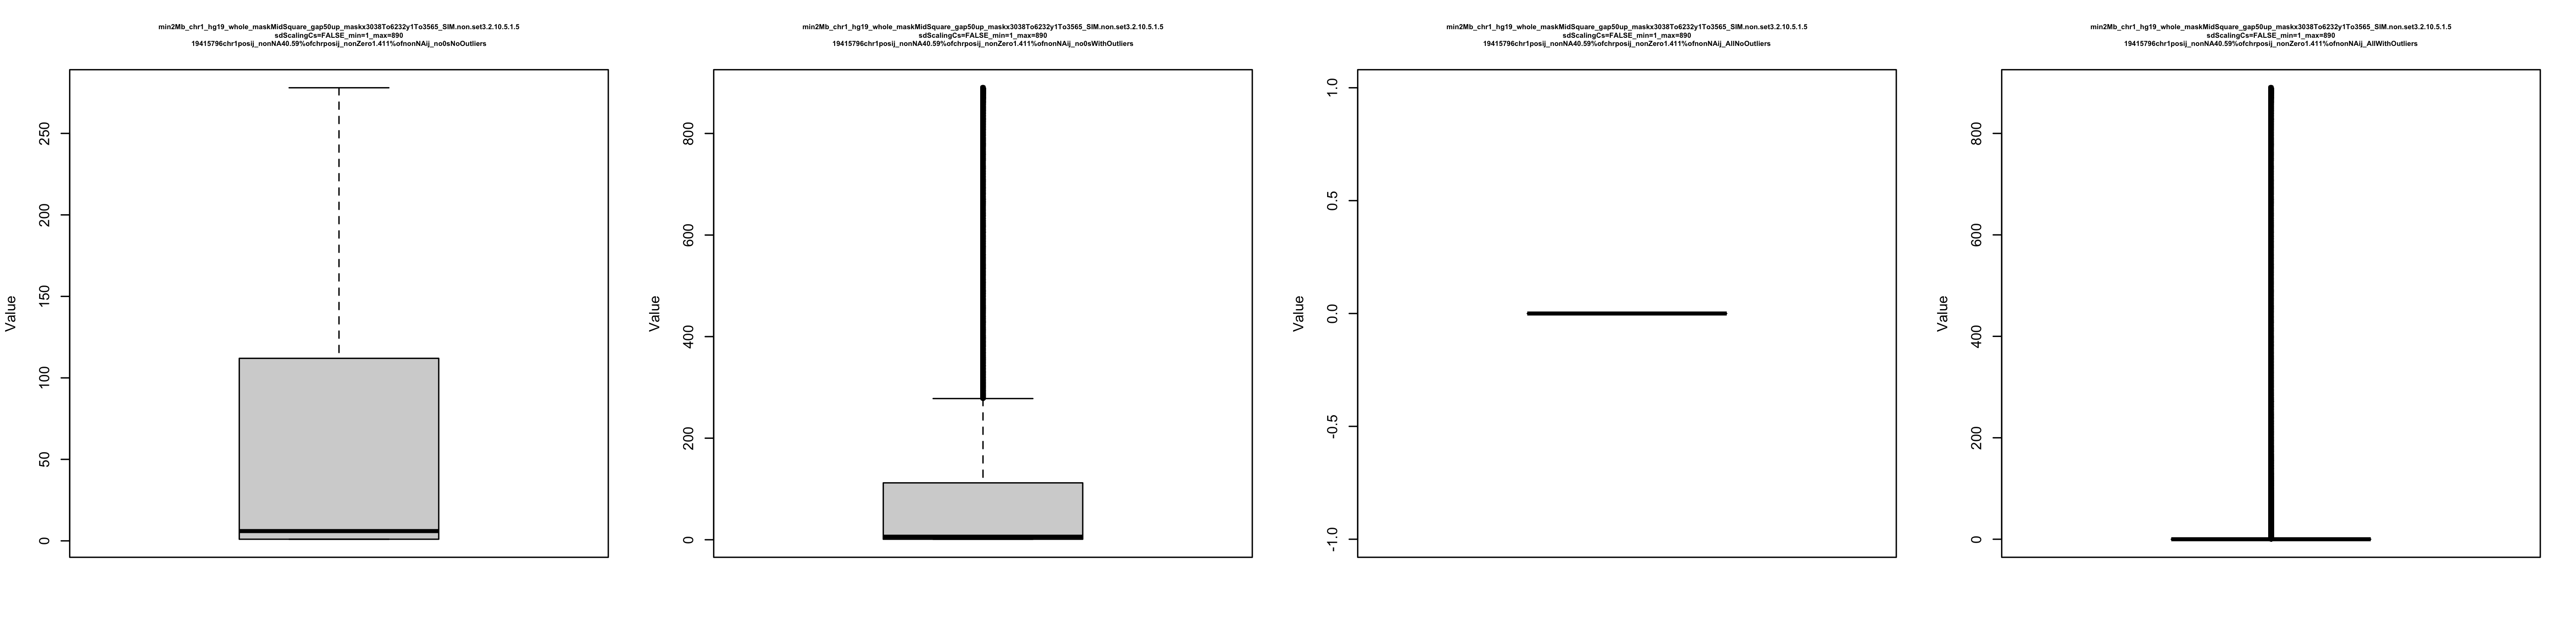 min2Mb_chr1_hg19_whole_maskMidSquare_gap50up_maskx3038To6232y1To3565_SIM.non.set3.2.10.5.1.5
sdScalingCs=FALSE_min=1_max=890
19415796chr1posij_nonNA40.59%ofchrposij_nonZero1.411%ofnonNAij_no0sNoOutliers
Value
250
200
150
100
50
0
min2Mb_chr1_hg19_whole_maskMidSquare_gap50up_maskx3038To6232y1To3565_SIM.non.set3.2.10.5.1.5
sdScalingCs=FALSE_min=1_max=890
19415796chr1posij_nonNA40.59%ofchrposij_nonZero1.411%ofnonNAij_no0sWithOutliers
Value
800
600
400
200
0
min2Mb_chr1_hg19_whole_maskMidSquare_gap50up_maskx3038To6232y1To3565_SIM.non.set3.2.10.5.1.5
sdScalingCs=FALSE_min=1_max=890
19415796chr1posij_nonNA40.59%ofchrposij_nonZero1.411%ofnonNAij_AllNoOutliers
Value
1.0
0.5
0.0
-0.5
-1.0
min2Mb_chr1_hg19_whole_maskMidSquare_gap50up_maskx3038To6232y1To3565_SIM.non.set3.2.10.5.1.5
sdScalingCs=FALSE_min=1_max=890
19415796chr1posij_nonNA40.59%ofchrposij_nonZero1.411%ofnonNAij_AllWithOutliers
Value
800
600
400
200
0